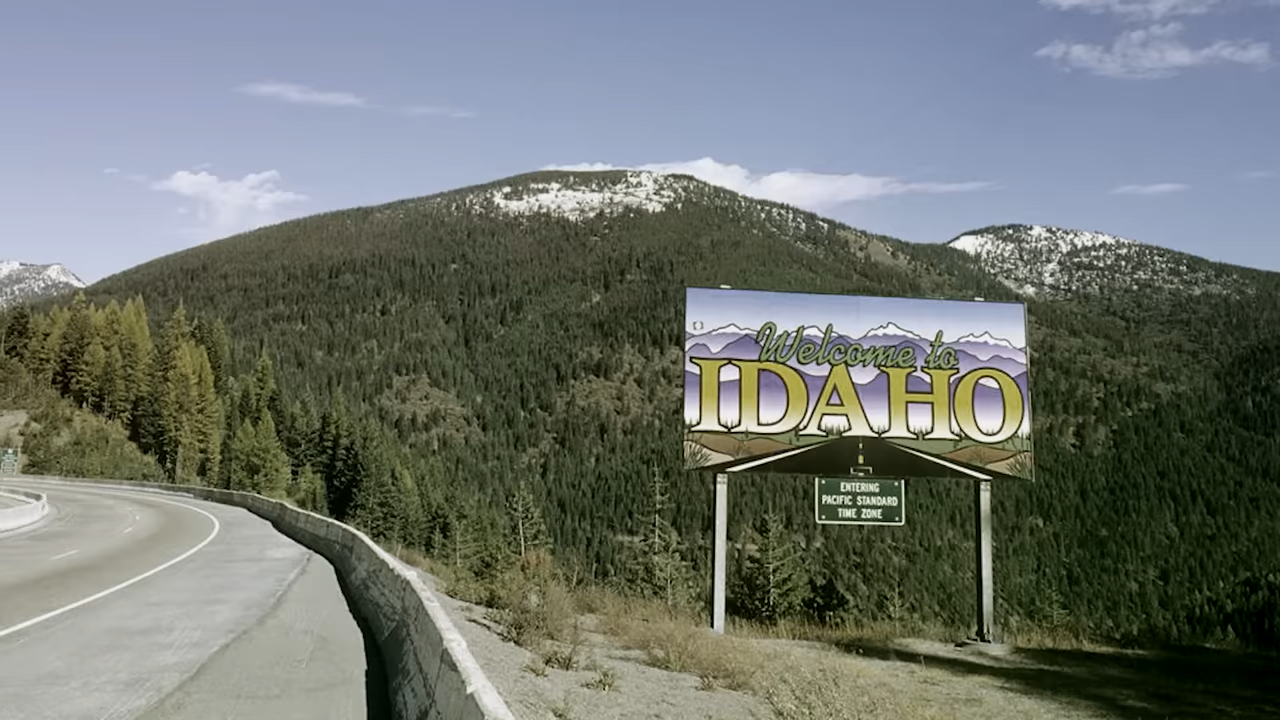 Welcome to
IDAHO
ENTERING
PACIFIC STANDARD
TIME ZONE